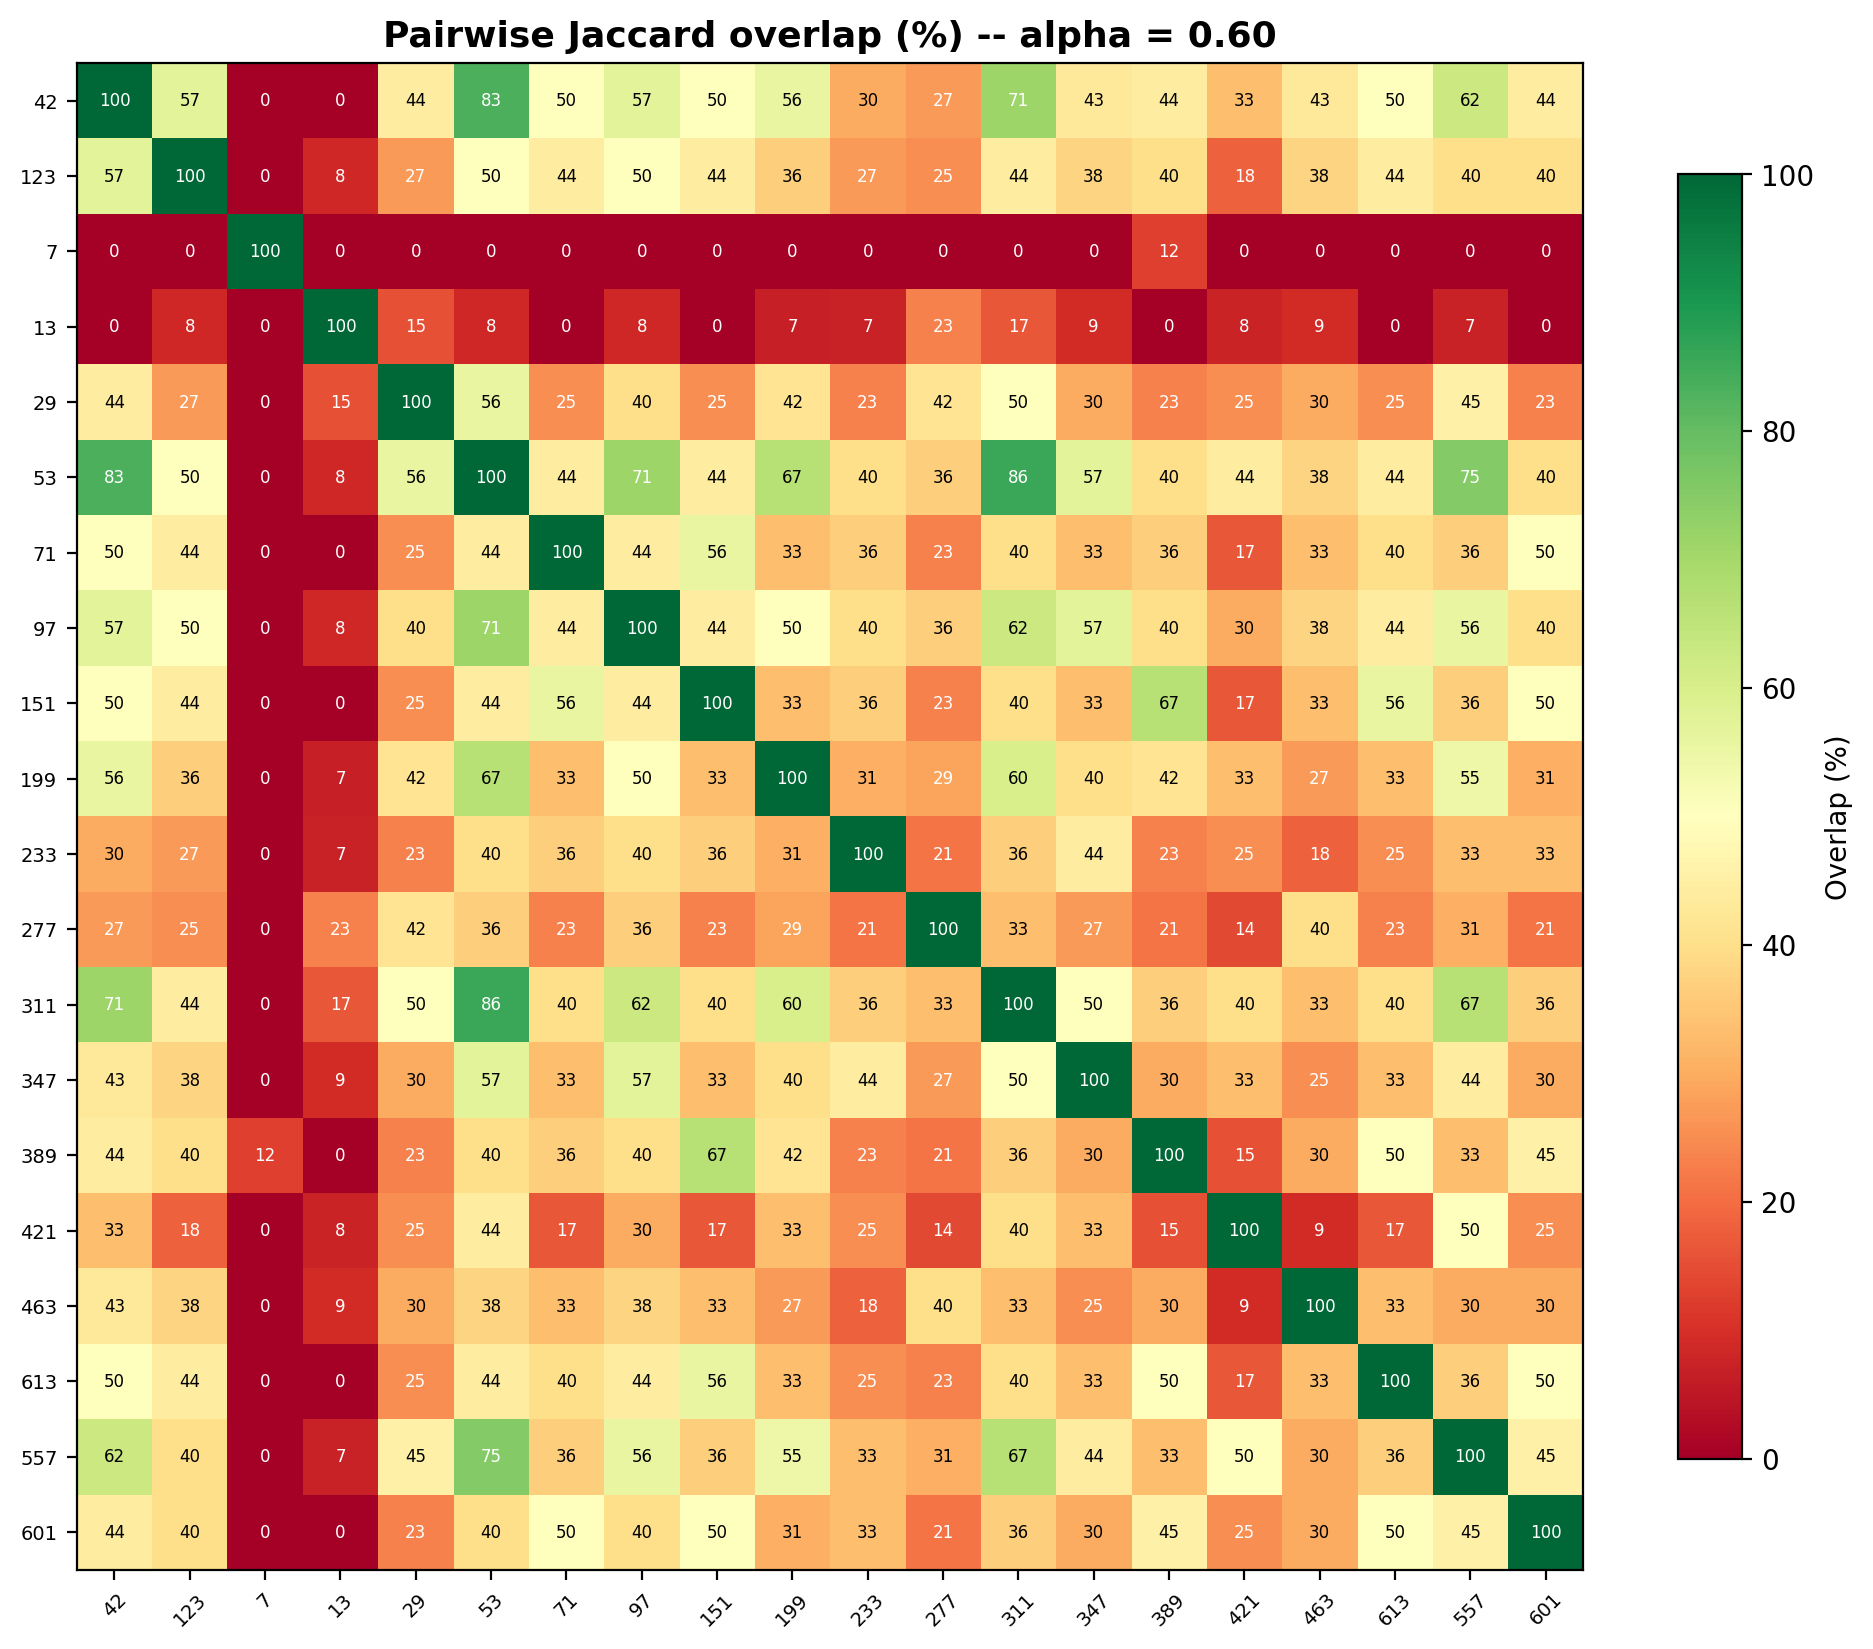 Pairwise Jaccard overlap (%) -- alpha = 0.60
42 100 57 0 0 44 83 50 57 50 56 30 27 71 43 44 33 43 50 62 44
123 57 100 0 8 27 50 44 50 44 36 27 25 44 38 40 18 38 44 40 40
7 0 0 100 0 0 0 0 0 0 0 0 0 0 0 12 0 0 0 0 0
13 0 8 0 100 15 8 0 8 0 7 7 23 17 9 0 8 9 0 7 0
29 44 27 0 15 100 56 25 40 25 42 23 42 50 30 23 25 30 25 45 23
53 83 50 0 8 56 100 44 71 44 67 40 36 86 57 40 44 38 44 75 40
71 50 44 0 0 25 44 100 44 56 33 36 23 40 33 36 17 33 40 36 50
97 57 50 0 8 40 71 44 100 44 50 40 36 62 57 40 30 38 44 56 40
151 50 44 0 0 25 44 56 44 100 33 36 23 40 33 67 17 33 56 36 50
199 56 36 0 7 42 67 33 50 33 100 31 29 60 40 42 33 27 33 55 31
233 30 27 0 7 23 40 36 40 36 31 100 21 36 44 23 25 18 25 33 33
277 27 25 0 23 42 36 23 36 23 29 21 100 33 27 21 14 40 23 31 21
311 71 44 0 17 50 86 40 62 40 60 36 33 100 50 36 40 33 40 67 36
347 43 38 0 9 30 57 33 57 33 40 44 27 50 100 30 33 25 33 44 30
389 44 40 12 0 23 40 36 40 67 42 23 21 36 30 100 15 30 50 33 45
421 33 18 0 8 25 44 17 30 17 33 25 14 40 33 15 100 9 17 50 25
463 43 38 0 9 30 38 33 38 33 27 18 40 33 25 30 9 100 33 30 30
613 50 44 0 0 25 44 40 44 56 33 25 23 40 33 50 17 33 100 36 50
557 62 40 0 7 45 75 36 56 36 55 33 31 67 44 33 50 30 36 100 45
601 44 40 0 0 23 40 50 40 50 31 33 21 36 30 45 25 30 50 45 100
42 123 7 13 29 53 71 97 151 199 233 277 311 347 389 421 463 613 557 601
100
80
60
40
20
0
Overlap (%)